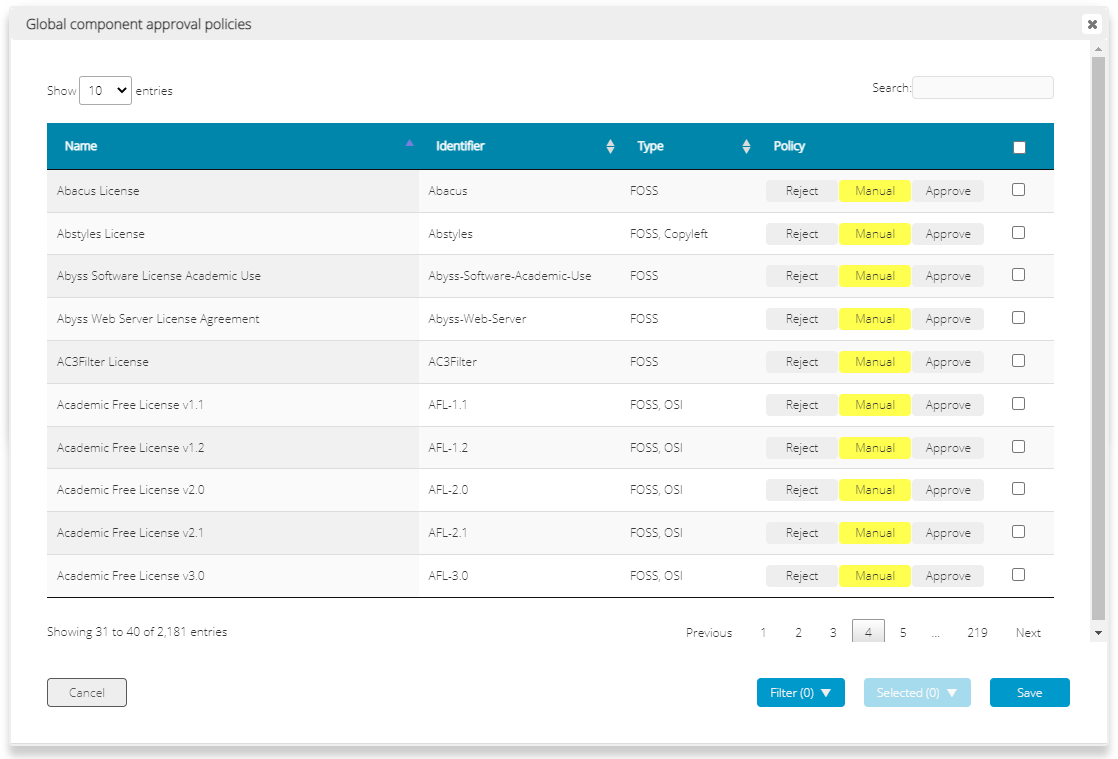 Global component approval policies
Show 10 entries
Search:
Name Identifier Type Policy
Abacus License Abacus FOSS Reject Manual Approve
Abstyles License Abstyles FOSS, Copyleft Reject Manual Approve
Abyss Software License Academic Use Abyss-Software-Academic-Use FOSS Reject Manual Approve
Abyss Web Server License Agreement Abyss-Web-Server FOSS Reject Manual Approve
AC3Filter License AC3Filter FOSS Reject Manual Approve
Academic Free License v1.1 AFL-1.1 FOSS, OSI Reject Manual Approve
Academic Free License v1.2 AFL-1.2 FOSS, OSI Reject Manual Approve
Academic Free License v2.0 AFL-2.0 FOSS, OSI Reject Manual Approve
Academic Free License v2.1 AFL-2.1 FOSS, OSI Reject Manual Approve
Academic Free License v3.0 AFL-3.0 FOSS, OSI Reject Manual Approve
Showing 31 to 40 of 2,181 entries
Previous 1 2 3 4 5 ... 219 Next
Cancel
Filter (0) ▼ Selected (0) ▼ Save